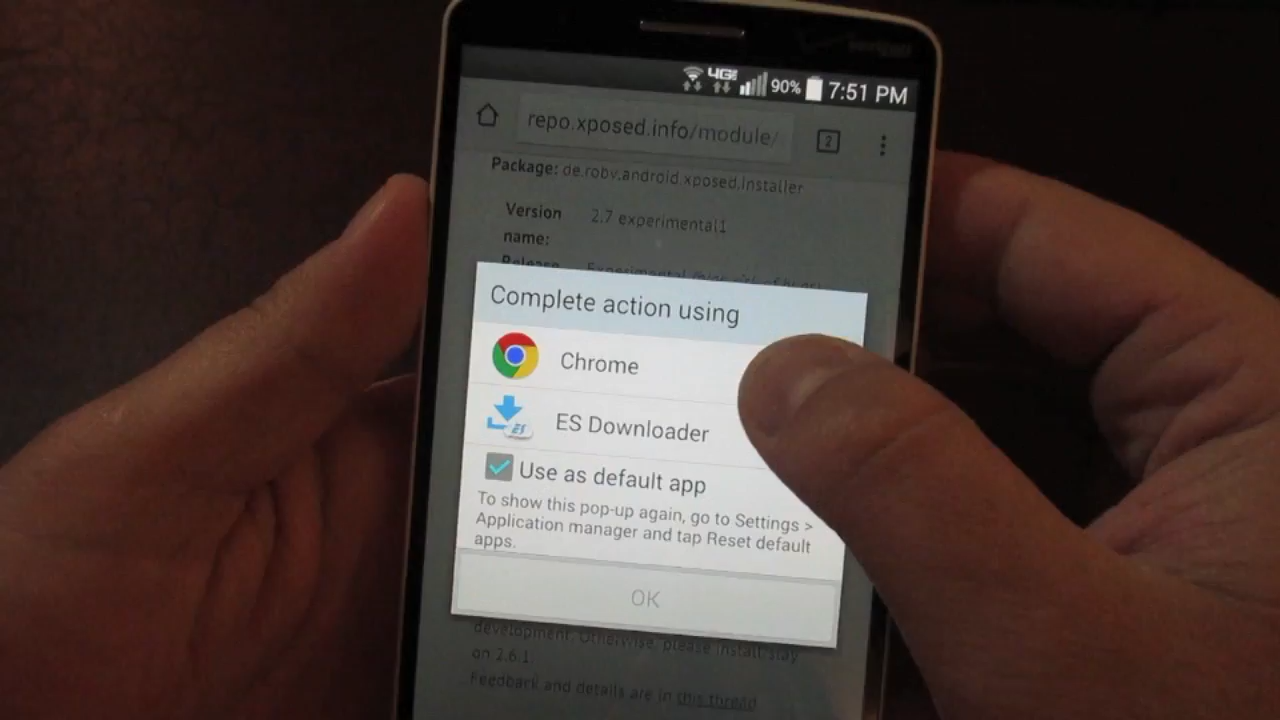 4G
90%
7:51 PM
repo.xposed.info/module/
2
Package: de.robv.android.xposed.installer
Version
2.7 experimental1
name:
Release
Experimental
Complete action using
Chrome
ES Downloader
Use as default app
To show this pop-up again, go to Settings >
Application manager and tap Reset default
apps.
OK
development. Otherwise, please install/stay
on 2.6.1
Feedback and details are in this thread